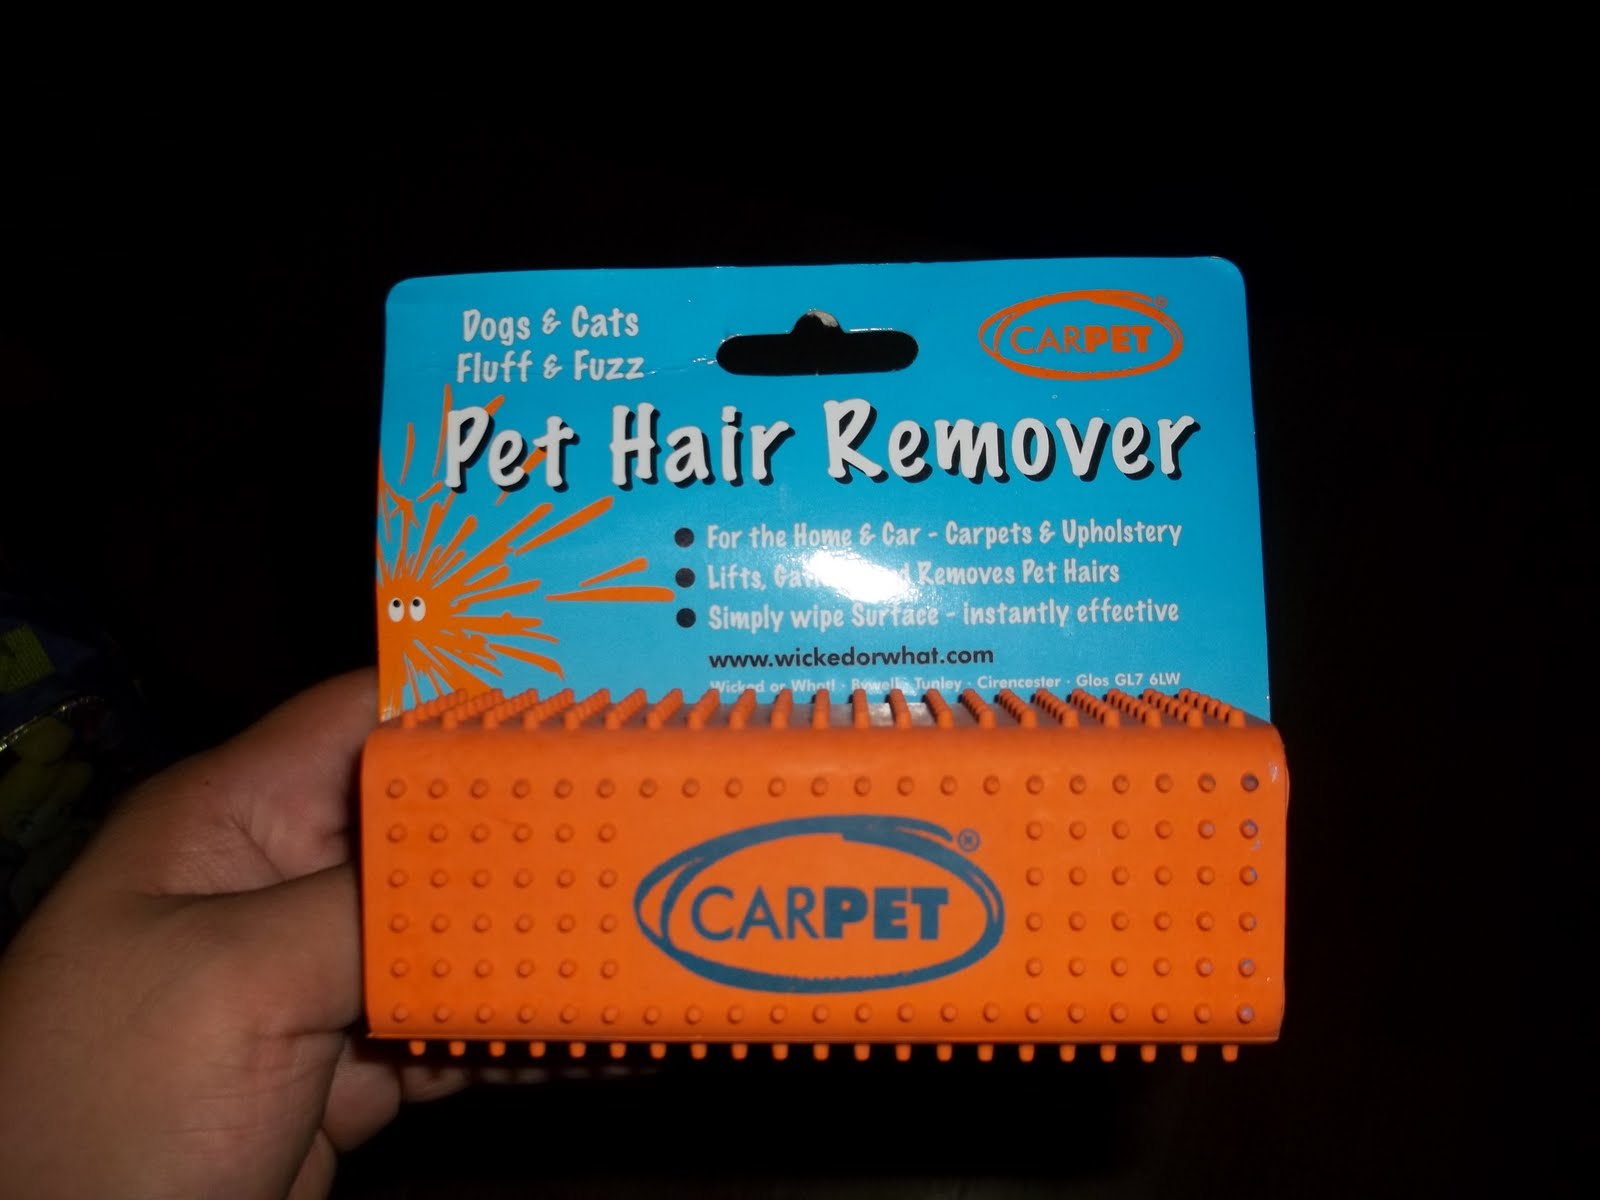 Dogs & Cats
Fluff & Fuzz
CARPET®
Pet Hair Remover
• For the Home & Car - Carpets & Upholstery
• Lifts, Removes Pet Hairs
• Simply wipe Surface - instantly effective
www.wickedorwhat.com
Wicked or What! · Tunley · Cirencester · Glos GL7 6LW
CARPET®